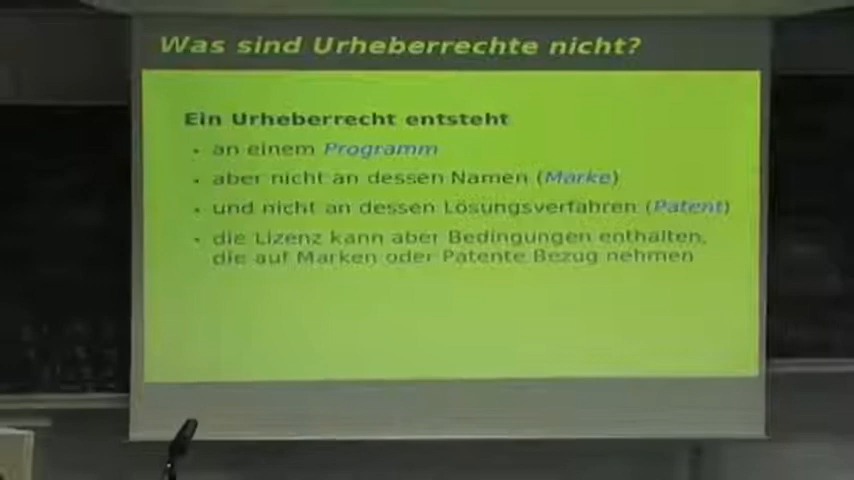 Was sind Urheberrechte nicht?
Ein Urheberrecht entsteht
• an einem Programm
• aber nicht an dessen Namen (Marke)
• und nicht an dessen Lösungsverfahren (Patent)
• die Lizenz kann aber Bedingungen enthalten,
die auf Marken oder Patente Bezug nehmen